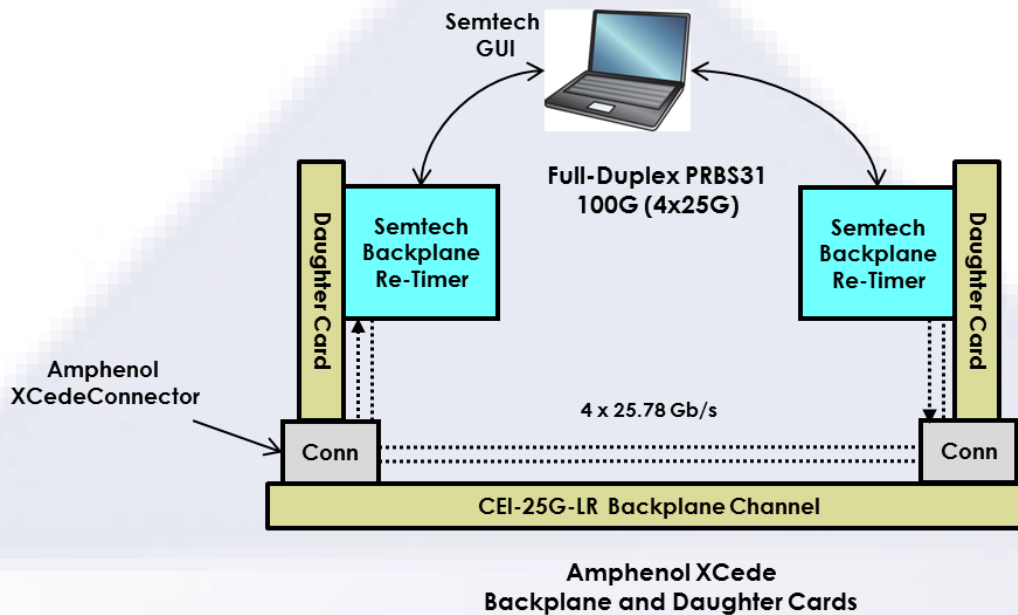 Semtech
GUI
Full-Duplex PRBS31
100G (4x25G)
Daughter Card
Semtech
Backplane
Re-Timer
Semtech
Backplane
Re-Timer
Daughter Card
Amphenol
XCedeConnector
4 x 25.78 Gb/s
Conn
Conn
CEI-25G-LR Backplane Channel
Amphenol XCede
Backplane and Daughter Cards